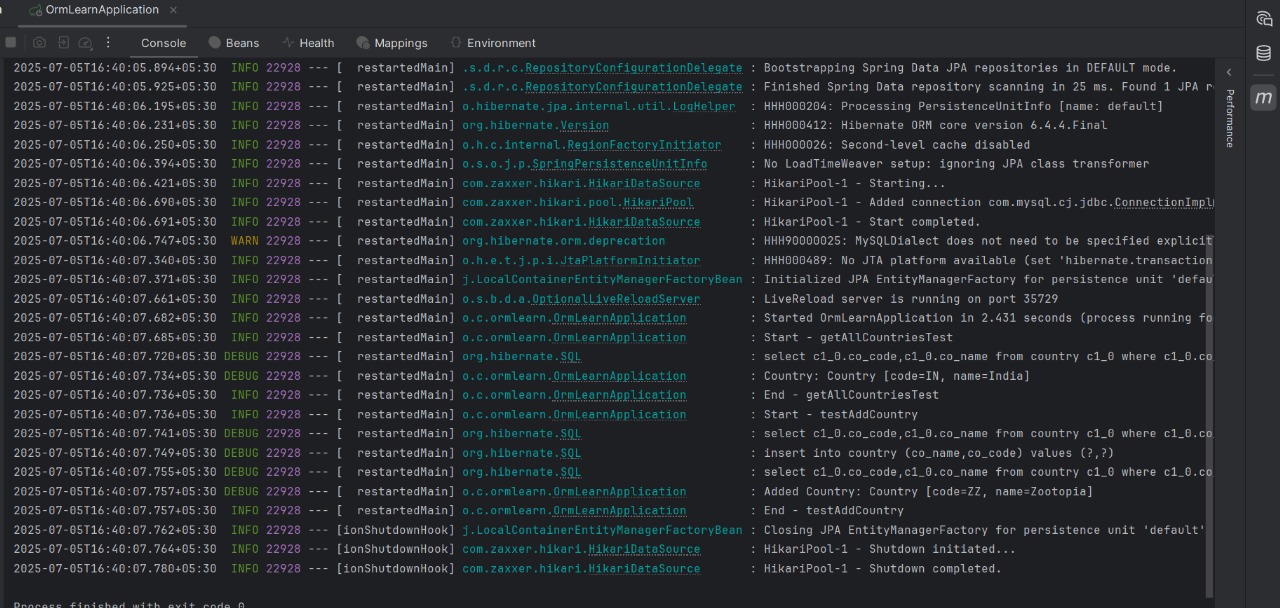 OrmLearnApplication
Console Beans Health Mappings Environment
2025-07-05T16:40:05.894+05:30 INFO 22928 --- [ restartedMain] .s.d.r.c.RepositoryConfigurationDelegate : Bootstrapping Spring Data JPA repositories in DEFAULT mode.
2025-07-05T16:40:05.925+05:30 INFO 22928 --- [ restartedMain] .s.d.r.c.RepositoryConfigurationDelegate : Finished Spring Data repository scanning in 25 ms. Found 1 JPA r
2025-07-05T16:40:06.195+05:30 INFO 22928 --- [ restartedMain] o.hibernate.jpa.internal.util.LogHelper : HHH000204: Processing PersistenceUnitInfo [name: default]
2025-07-05T16:40:06.231+05:30 INFO 22928 --- [ restartedMain] org.hibernate.Version : HHH000412: Hibernate ORM core version 6.4.4.Final
2025-07-05T16:40:06.250+05:30 INFO 22928 --- [ restartedMain] o.h.c.internal.RegionFactoryInitiator : HHH000026: Second-level cache disabled
2025-07-05T16:40:06.394+05:30 INFO 22928 --- [ restartedMain] o.s.o.j.p.SpringPersistenceUnitInfo : No LoadTimeWeaver setup: ignoring JPA class transformer
2025-07-05T16:40:06.421+05:30 INFO 22928 --- [ restartedMain] com.zaxxer.hikari.HikariDataSource : HikariPool-1 - Starting...
2025-07-05T16:40:06.690+05:30 INFO 22928 --- [ restartedMain] com.zaxxer.hikari.pool.HikariPool : HikariPool-1 - Added connection com.mysql.cj.jdbc.ConnectionImpl
2025-07-05T16:40:06.691+05:30 INFO 22928 --- [ restartedMain] com.zaxxer.hikari.HikariDataSource : HikariPool-1 - Start completed.
2025-07-05T16:40:06.747+05:30 WARN 22928 --- [ restartedMain] org.hibernate.orm.deprecation : HHH90000025: MySQLDialect does not need to be specified explicit
2025-07-05T16:40:07.340+05:30 INFO 22928 --- [ restartedMain] o.h.e.t.j.p.i.JtaPlatformInitiator : HHH000489: No JTA platform available (set 'hibernate.transaction
2025-07-05T16:40:07.371+05:30 INFO 22928 --- [ restartedMain] j.LocalContainerEntityManagerFactoryBean : Initialized JPA EntityManagerFactory for persistence unit 'defau
2025-07-05T16:40:07.661+05:30 INFO 22928 --- [ restartedMain] o.s.b.d.a.OptionalLiveReloadServer : LiveReload server is running on port 35729
2025-07-05T16:40:07.682+05:30 INFO 22928 --- [ restartedMain] o.c.ormlearn.OrmLearnApplication : Started OrmLearnApplication in 2.431 seconds (process running fo
2025-07-05T16:40:07.685+05:30 INFO 22928 --- [ restartedMain] o.c.ormlearn.OrmLearnApplication : Start - getAllCountriesTest
2025-07-05T16:40:07.720+05:30 DEBUG 22928 --- [ restartedMain] org.hibernate.SQL : select c1_0.co_code,c1_0.co_name from country c1_0 where c1_0.co
2025-07-05T16:40:07.734+05:30 DEBUG 22928 --- [ restartedMain] o.c.ormlearn.OrmLearnApplication : Country: Country [code=IN, name=India]
2025-07-05T16:40:07.736+05:30 INFO 22928 --- [ restartedMain] o.c.ormlearn.OrmLearnApplication : End - getAllCountriesTest
2025-07-05T16:40:07.736+05:30 INFO 22928 --- [ restartedMain] o.c.ormlearn.OrmLearnApplication : Start - testAddCountry
2025-07-05T16:40:07.741+05:30 DEBUG 22928 --- [ restartedMain] org.hibernate.SQL : select c1_0.co_code,c1_0.co_name from country c1_0 where c1_0.co
2025-07-05T16:40:07.749+05:30 DEBUG 22928 --- [ restartedMain] org.hibernate.SQL : insert into country (co_name,co_code) values (?,?)
2025-07-05T16:40:07.755+05:30 DEBUG 22928 --- [ restartedMain] org.hibernate.SQL : select c1_0.co_code,c1_0.co_name from country c1_0 where c1_0.co
2025-07-05T16:40:07.757+05:30 DEBUG 22928 --- [ restartedMain] o.c.ormlearn.OrmLearnApplication : Added Country: Country [code=ZZ, name=Zootopia]
2025-07-05T16:40:07.757+05:30 INFO 22928 --- [ restartedMain] o.c.ormlearn.OrmLearnApplication : End - testAddCountry
2025-07-05T16:40:07.762+05:30 INFO 22928 --- [ionShutdownHook] j.LocalContainerEntityManagerFactoryBean : Closing JPA EntityManagerFactory for persistence unit 'default'
2025-07-05T16:40:07.764+05:30 INFO 22928 --- [ionShutdownHook] com.zaxxer.hikari.HikariDataSource : HikariPool-1 - Shutdown initiated...
2025-07-05T16:40:07.780+05:30 INFO 22928 --- [ionShutdownHook] com.zaxxer.hikari.HikariDataSource : HikariPool-1 - Shutdown completed.
Process finished with exit code 0
Performance
m